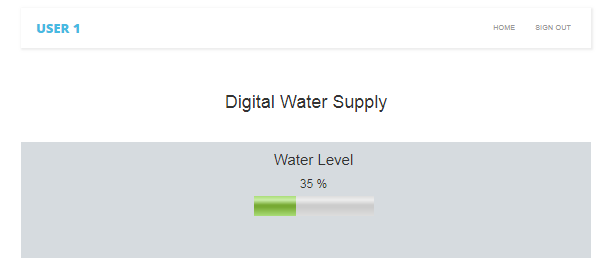 USER 1
HOME SIGN OUT
Digital Water Supply
Water Level
35 %